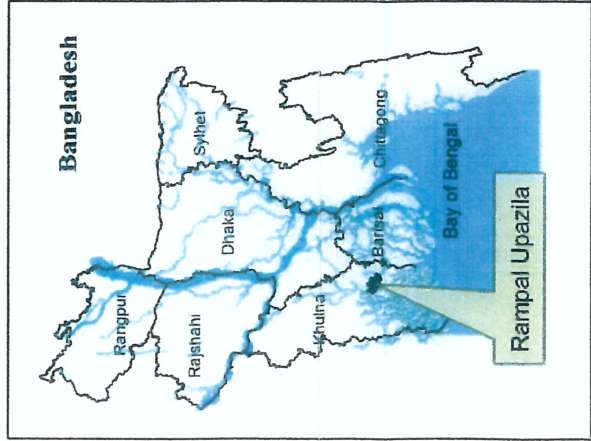 Bangladesh
Rangpur
Rajshahi
Dhaka
Sylhet
Khulna
Barisal
Chittagong
Bay of Bengal
Rampal Upazila